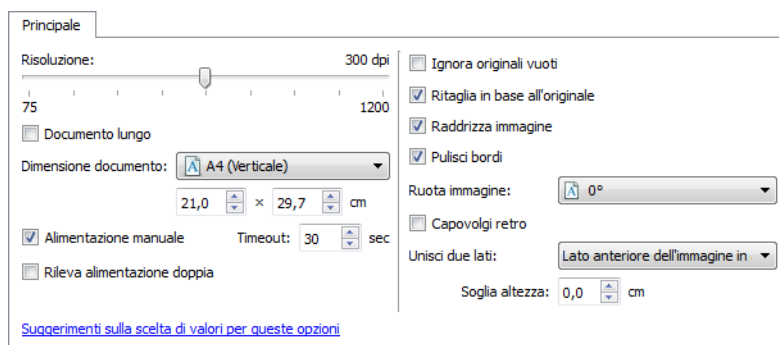 Principale
Risoluzione: 300 dpi
75 1200
Documento lungo
Dimensione documento: A4 (Verticale)
21,0 × 29,7 cm
Alimentazione manuale Timeout: 30 sec
Rileva alimentazione doppia
Suggerimenti sulla scelta di valori per queste opzioni
Ignora originali vuoti
Ritaglia in base all'originale
Raddrizza immagine
Pulisci bordi
Ruota immagine: 0°
Capovolgi retro
Unisci due lati: Lato anteriore dell'immagine in
Soglia altezza: 0,0 cm